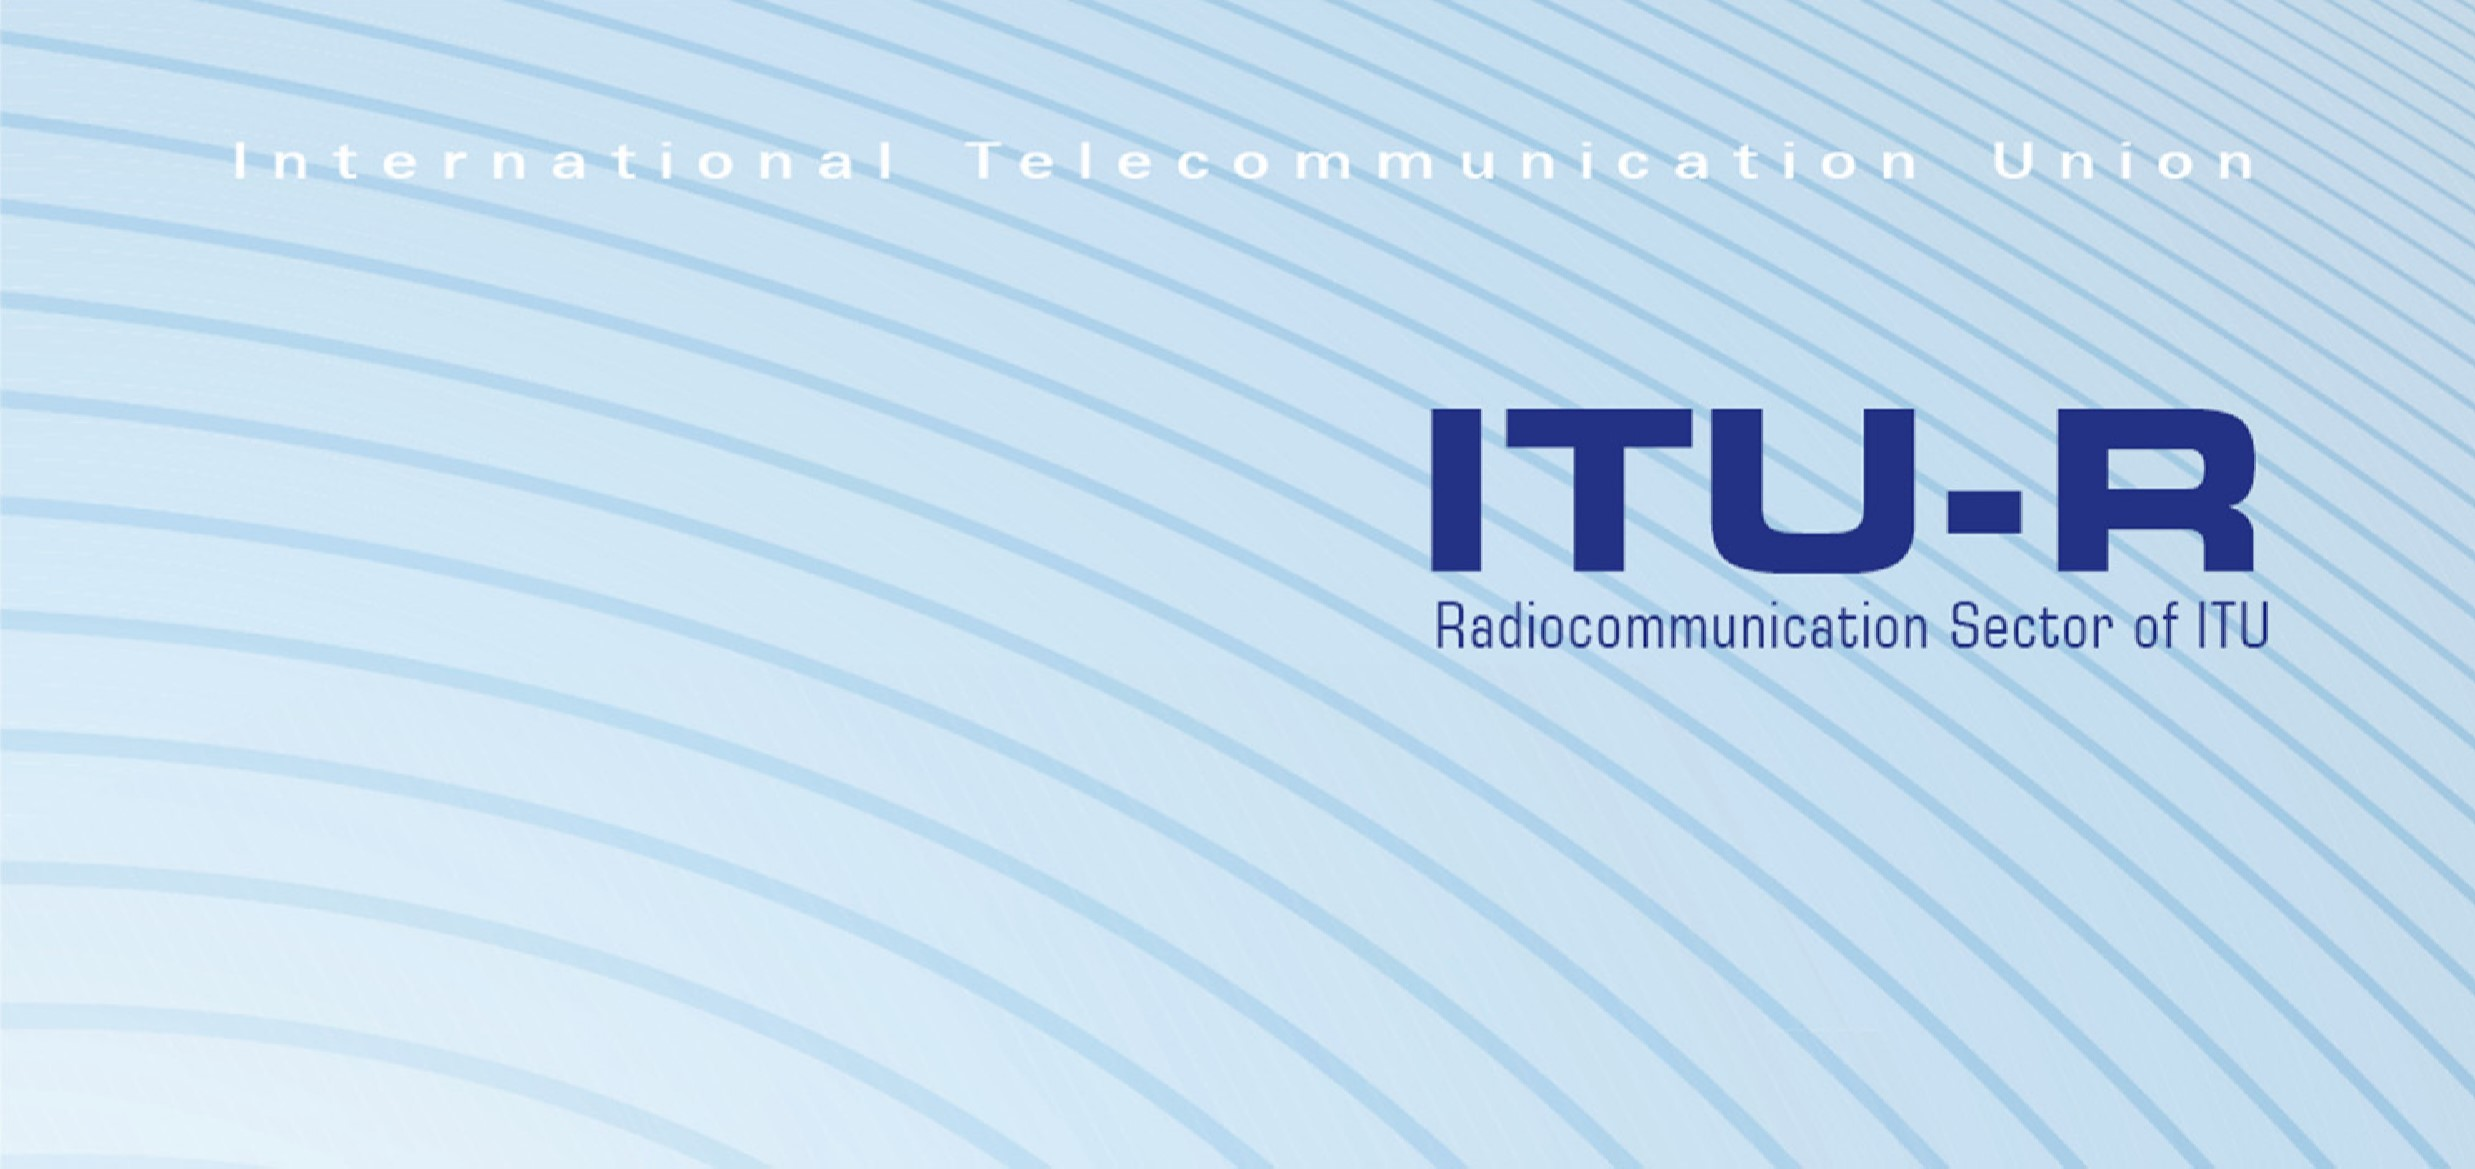 International Telecommunication Union
ITU-R
Radiocommunication Sector of ITU